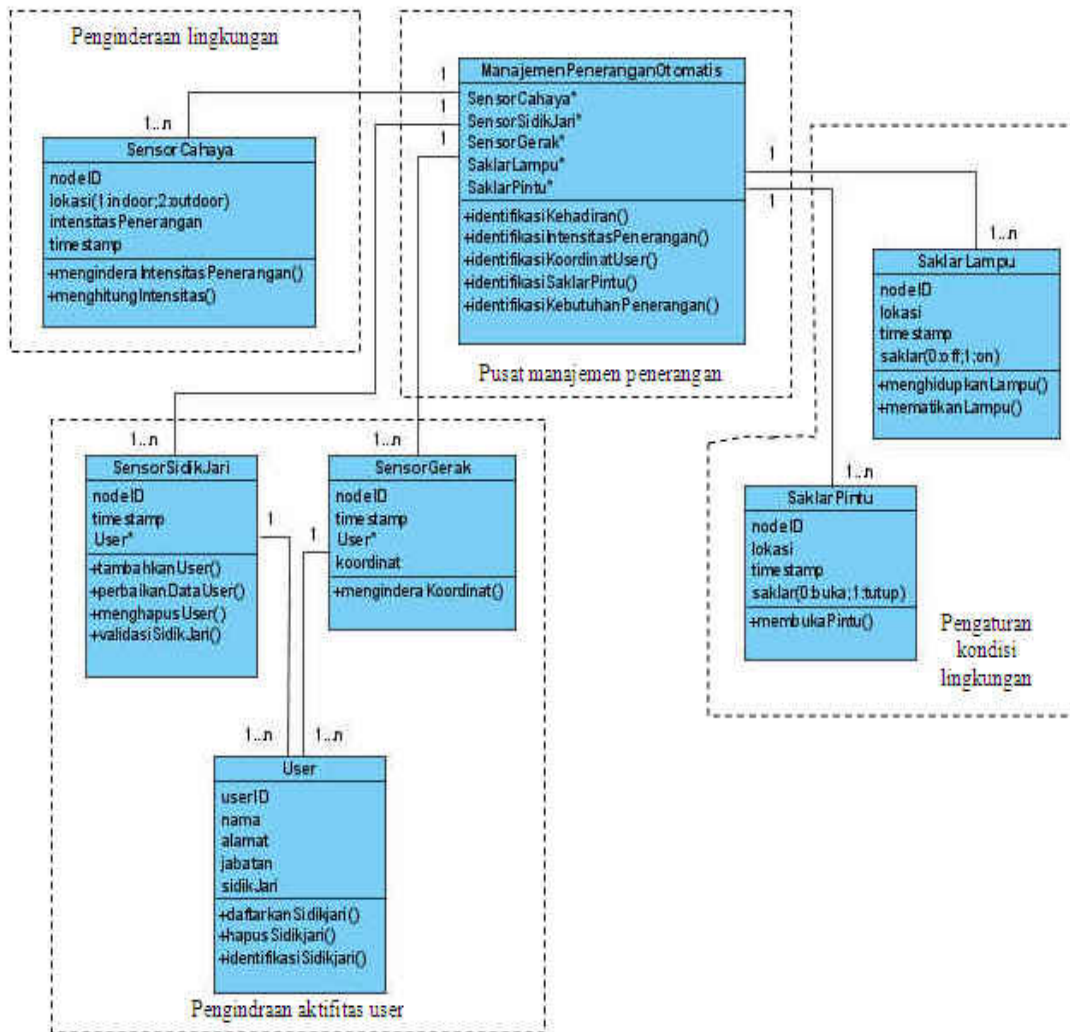 Penginderaan lingkungan
1
1...n
SensorCahaya
nodeID
lokasi(1:indoor;2:outdoor)
intensitasPenerangan
timestamp
+menginderaIntensitasPenerangan()
+menghitungIntensitas()
ManajemenPeneranganOtomatis
SensorCahaya*
SensorSidikJari*
SensorGerak*
SaklarLampu*
SaklarPintu*
+identifikasiKehadiran()
+identifikasiIntensitasPenerangan()
+identifikasiKoordinatUser()
+identifikasiSaklarPintu()
+identifikasiKebutuhanPenerangan()
Pusat manajemen penerangan
1
1
1
1
1...n
SaklarLampu
nodeID
lokasi
timestamp
saklar(0:off;1:on)
+menghidupkanLampu()
+mematikanLampu()
1...n
SaklarPintu
nodeID
lokasi
timestamp
saklar(0:buka;1:tutup)
+membukaPintu()
Pengaturan
kondisi
lingkungan
1...n
SensorSidikJari
nodeID
timestamp
User*
+tambahkanUser()
+perbaikanDataUser()
+menghapusUser()
+validasiSidikJari()
1
1...n
SensorGerak
nodeID
timestamp
User*
koordinat
+menginderaKoordinat()
1
1...n
1...n
User
userID
nama
alamat
jabatan
sidikJari
+daftarkanSidikjari()
+hapusSidikjari()
+identifikasiSidikjari()
Pengindraan aktifitas user